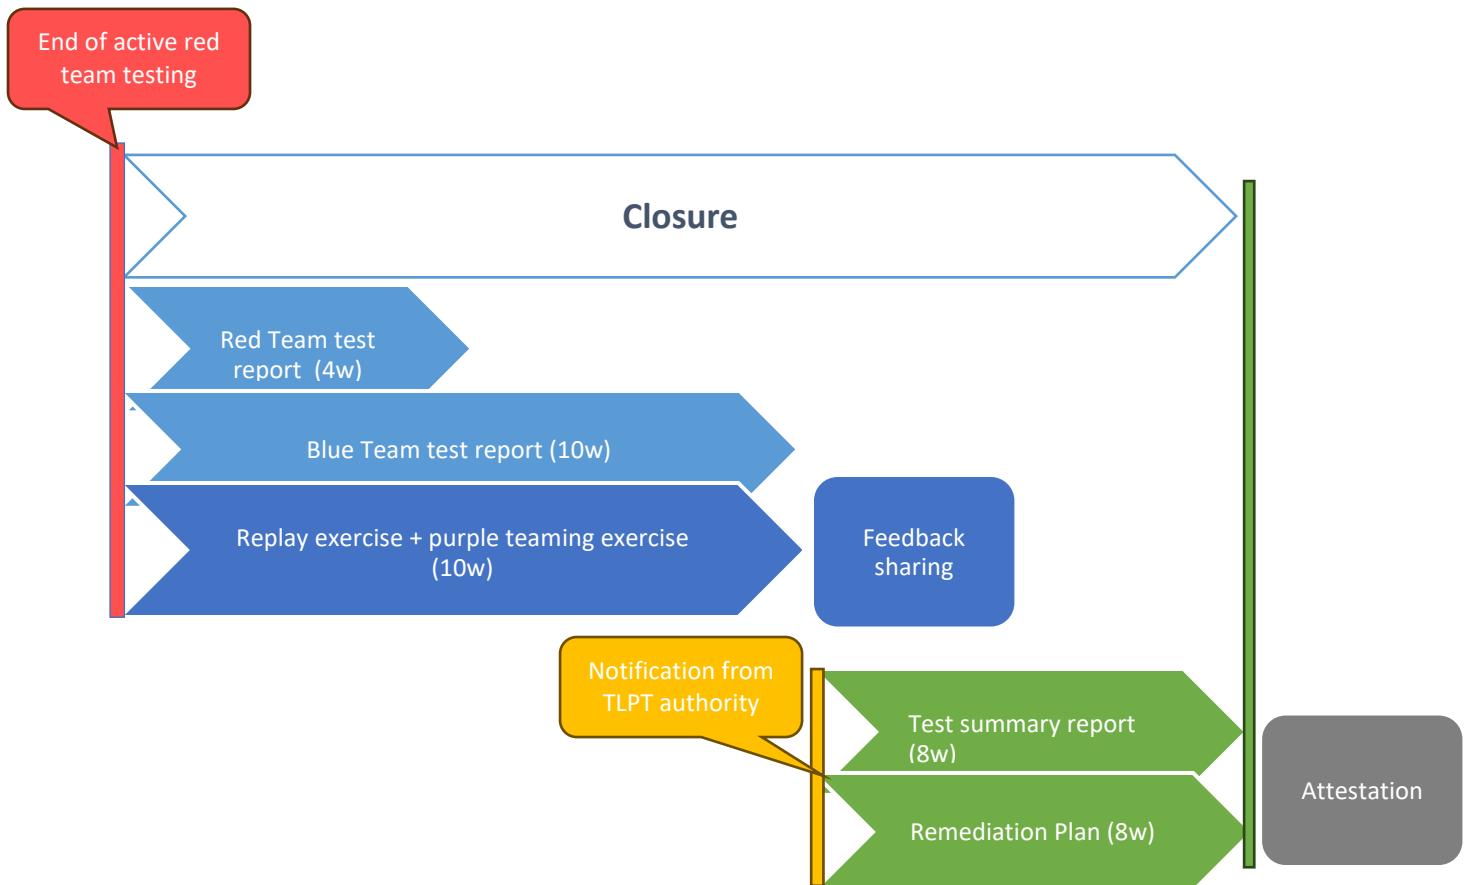 End of active red
team testing
Closure
Red Team test
report (4w)
Blue Team test report (10w)
Replay exercise + purple teaming exercise
(10w)
Feedback
sharing
Notification from
TLPT authority
Test summary report
(8w)
Remediation Plan (8w)
Attestation